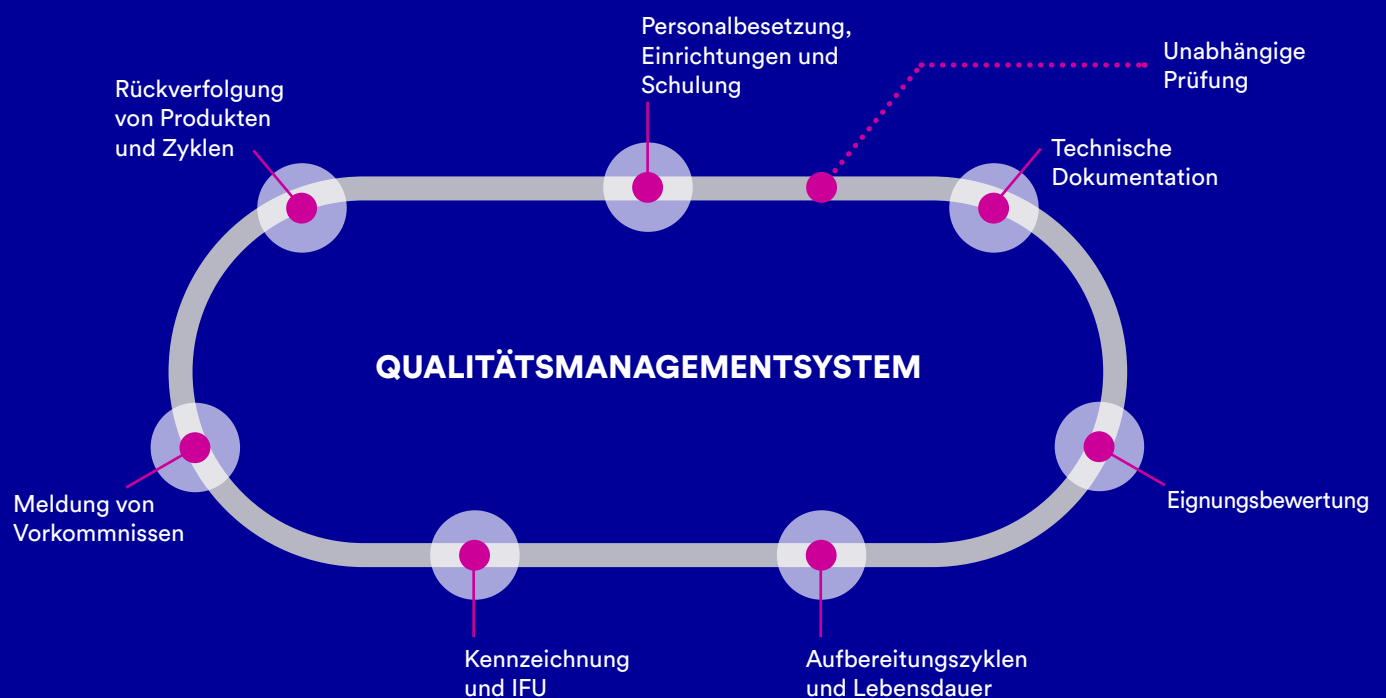 Personalbesetzung,
Einrichtungen und
Schulung
Unabhängige
Prüfung
Rückverfolgung
von Produkten
und Zyklen
Technische
Dokumentation
QUALITÄTSMANAGEMENTSYSTEM
Meldung von
Vorkommnissen
Eignungsbewertung
Kennzeichnung
und IFU
Aufbereitungszyklen
und Lebensdauer